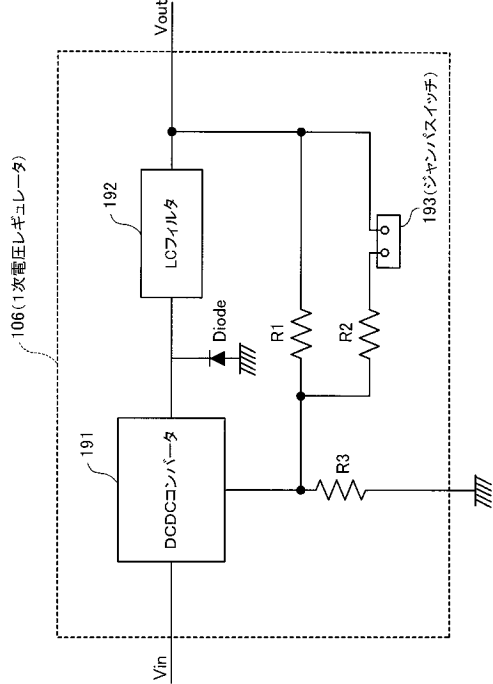 106(1次電圧レギュレータ)
Vin
191
DCDCコンバータ
Diode
192
LCフィルタ
Vout
R1
R2
R3
193(ジャンパスイッチ)